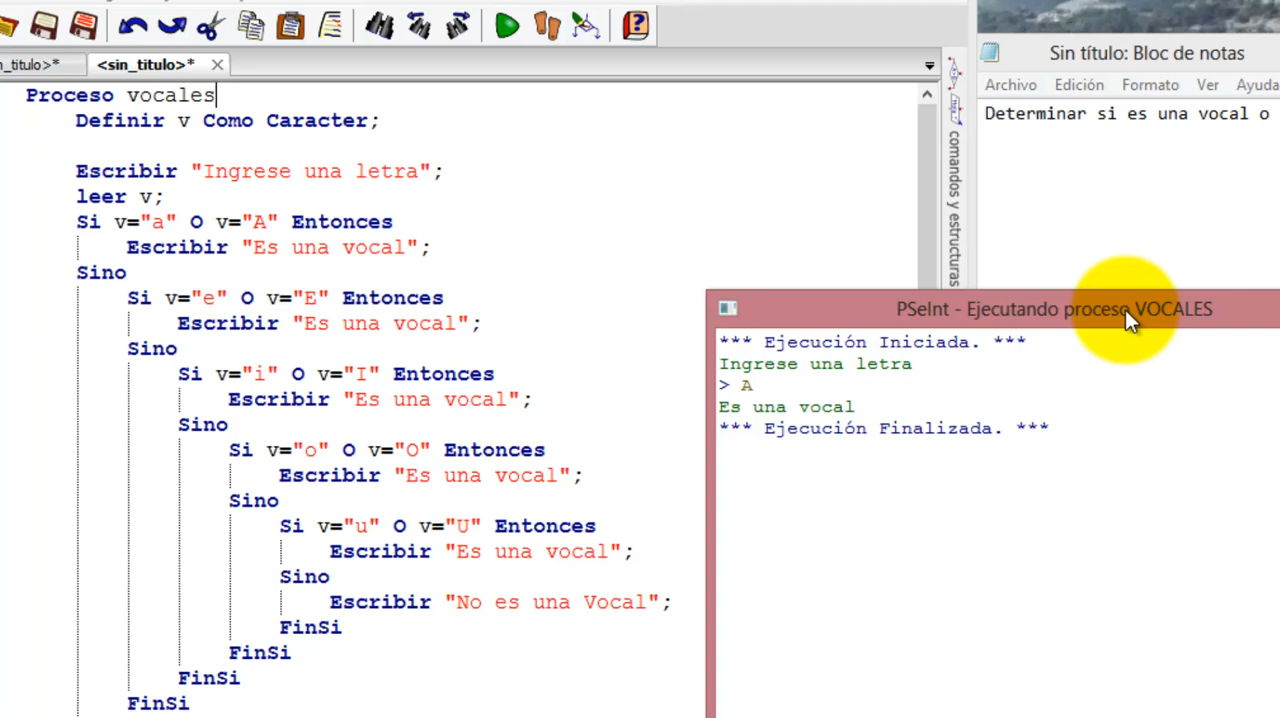 n_titulo>*
<sin_titulo>*
Proceso vocales
Definir v Como Caracter;
Escribir "Ingrese una letra";
leer v;
Si v="a" O v="A" Entonces
Escribir "Es una vocal";
Sino
Si v="e" O v="E" Entonces
Escribir "Es una vocal";
Sino
Si v="i" O v="I" Entonces
Escribir "Es una vocal";
Sino
Si v="o" O v="O" Entonces
Escribir "Es una vocal";
Sino
Si v="u" O v="U" Entonces
Escribir "Es una vocal";
Sino
Escribir "No es una Vocal";
FinSi
FinSi
FinSi
FinSi
comandos y estructuras
Sin título: Bloc de notas
Archivo Edición Formato Ver Ayuda
Determinar si es una vocal o
PSeInt - Ejecutando proceso VOCALES
*** Ejecución Iniciada. ***
Ingrese una letra
> A
Es una vocal
*** Ejecución Finalizada. ***